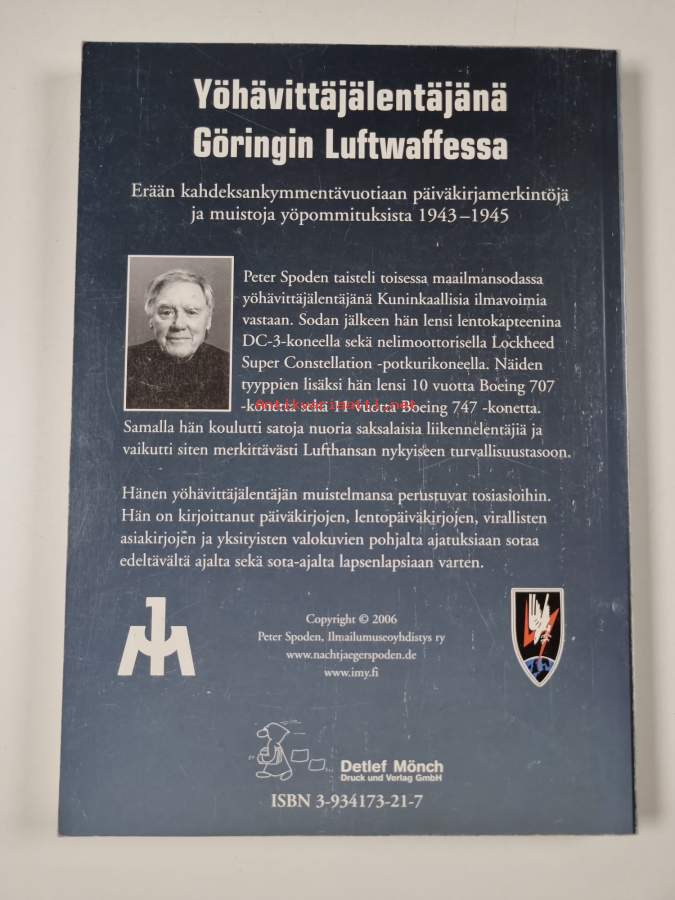 Yöhävittäjälentäjänä
Göringin Luftwaffessa
Erään kahdeksankymmentävuotiaan päiväkirjamerkintöjä
ja muistoja yöpommituksista 1943–1945
Peter Spoden taisteli toisessa maailmansodassa
yöhävittäjälentäjänä Kuninkaallisia ilmavoimia
vastaan. Sodan jälkeen hän lensi lentokapteenina
DC-3-koneella sekä nelimoottorisella Lockheed
Super Constellation -potkurikoneella. Näiden
tyyppien lisäksi hän lensi 10 vuotta Boeing 707
-konetta sekä vuotta Boeing 747 -konetta.
Samalla hän koulutti satoja nuoria saksalaisia liikennelentäjiä ja
vaikutti siten merkittävästi Lufthansan nykyiseen turvallisuustasoon.
Hänen yöhävittäjälentäjän muistelmansa perustuvat tosiasioihin.
Hän on kirjoittanut päiväkirjojen, lentopäiväkirjojen, virallisten
asiakirjojen ja yksityisten valokuvien pohjalta ajatuksiaan sotaa
edeltävältä ajalta sekä sota-ajalta lapsenlapsiaan varten.
Copyright © 2006
Peter Spoden, Ilmailumuseoyhdistys ry
www.nachtjaegerspoden.de
www.imy.fi
Detlef Mönch
Druck und Verlag GmbH
ISBN 3-934173-21-7